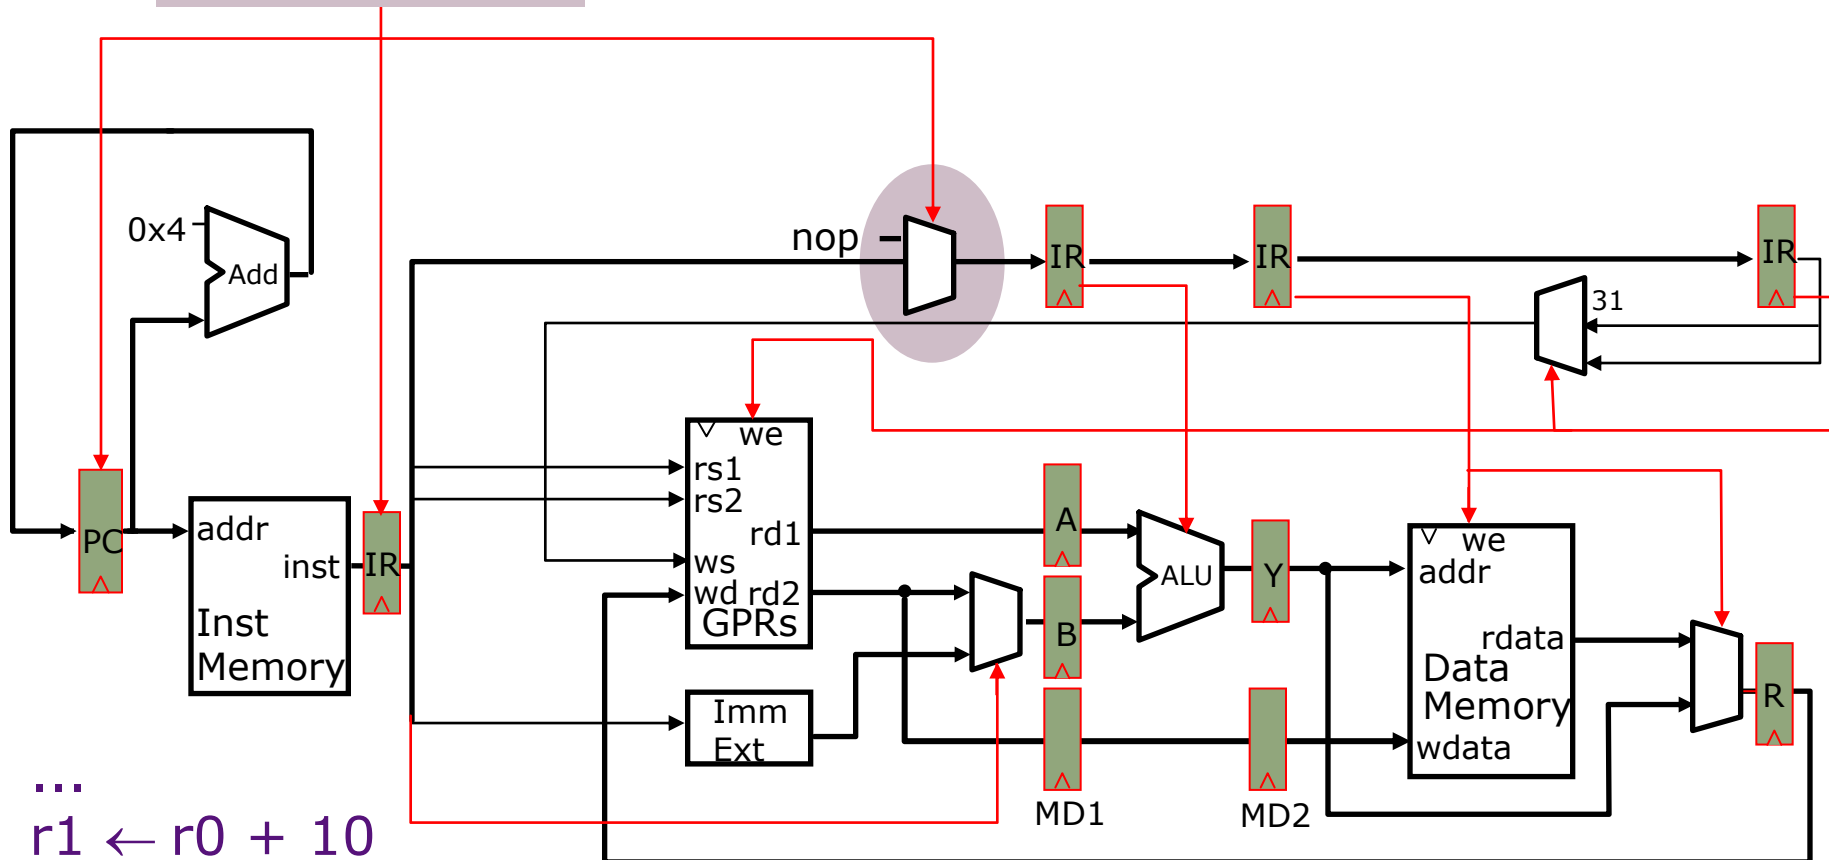 0x4
Add
nop
IR
IR
IR
31
PC
addr
inst
Inst
Memory
IR
we
rs1
rs2
rd1
ws
wd rd2
GPRs
Imm
Ext
A
B
ALU
Y
MD1
MD2
we
addr
rdata
Data
Memory
wdata
R
...
r1 ← r0 + 10